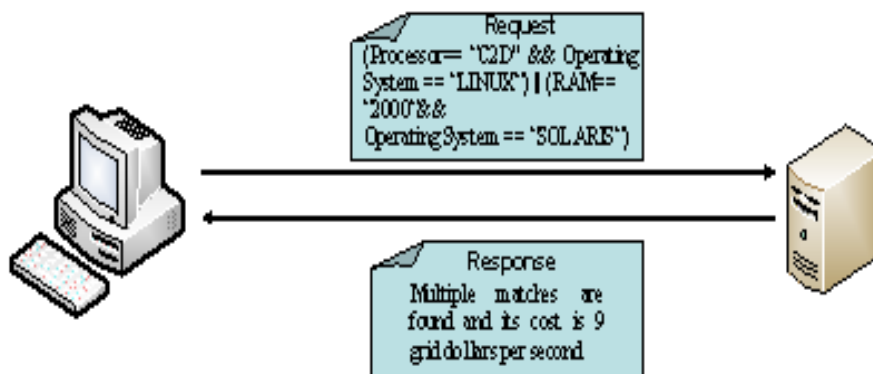 Request
(Processor== "C2D" && Operating
System == "LINUX") || (RAM==
"2000"&&
Operating System == "SOLARIS")
Response
Multiple matches are
found and its cost is 9
grid dollars per second